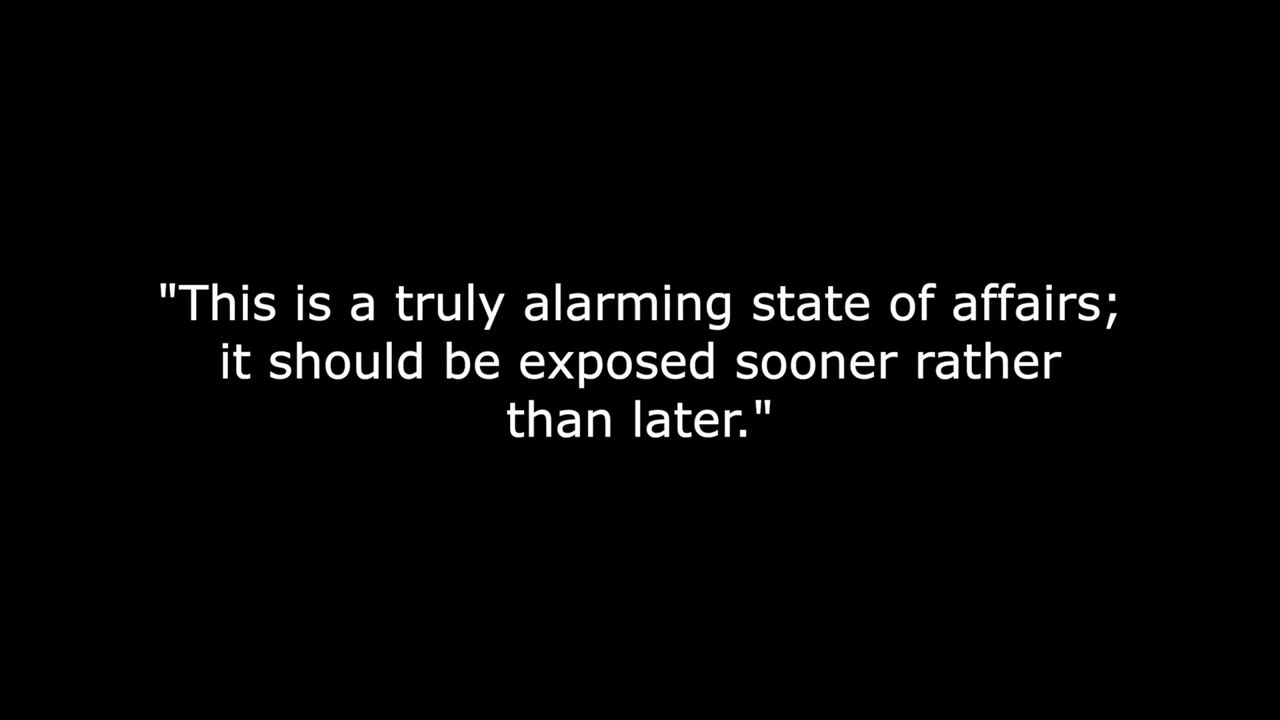 "This is a truly alarming state of affairs;
it should be exposed sooner rather
than later."